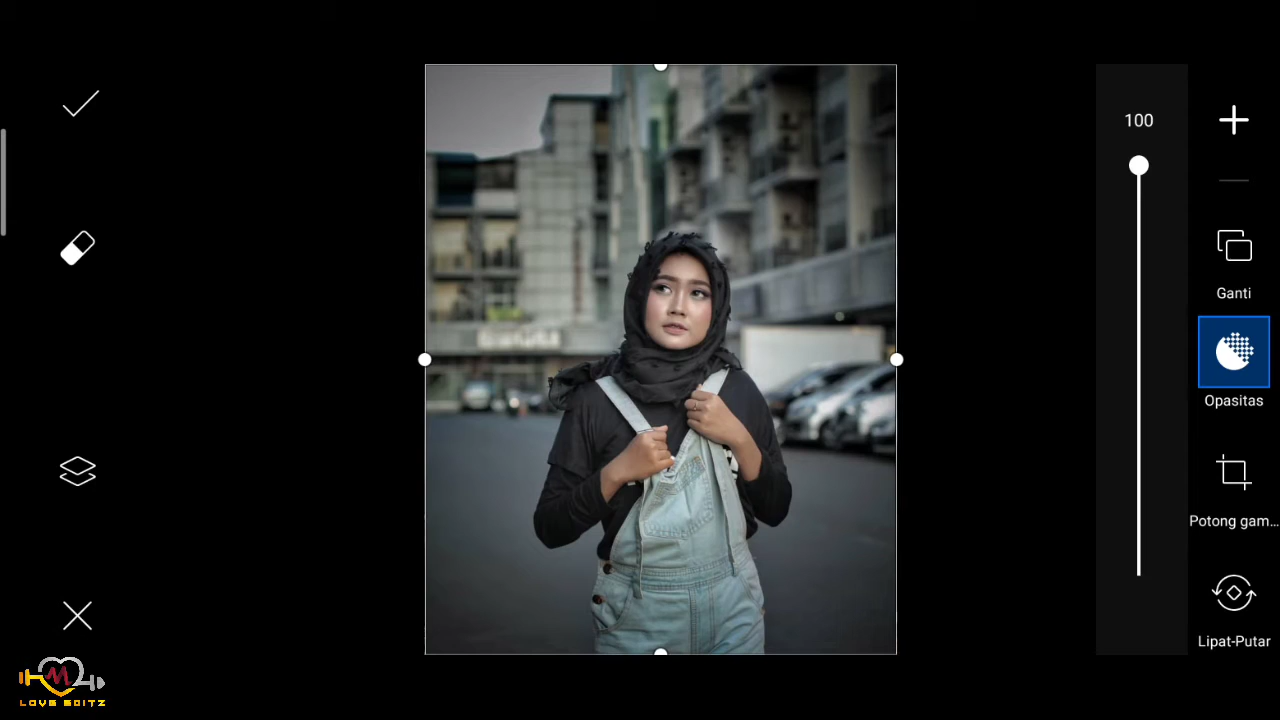 100
Ganti
Opasitas
Potong gam...
Lipat-Putar
M
LOVE EDITZ